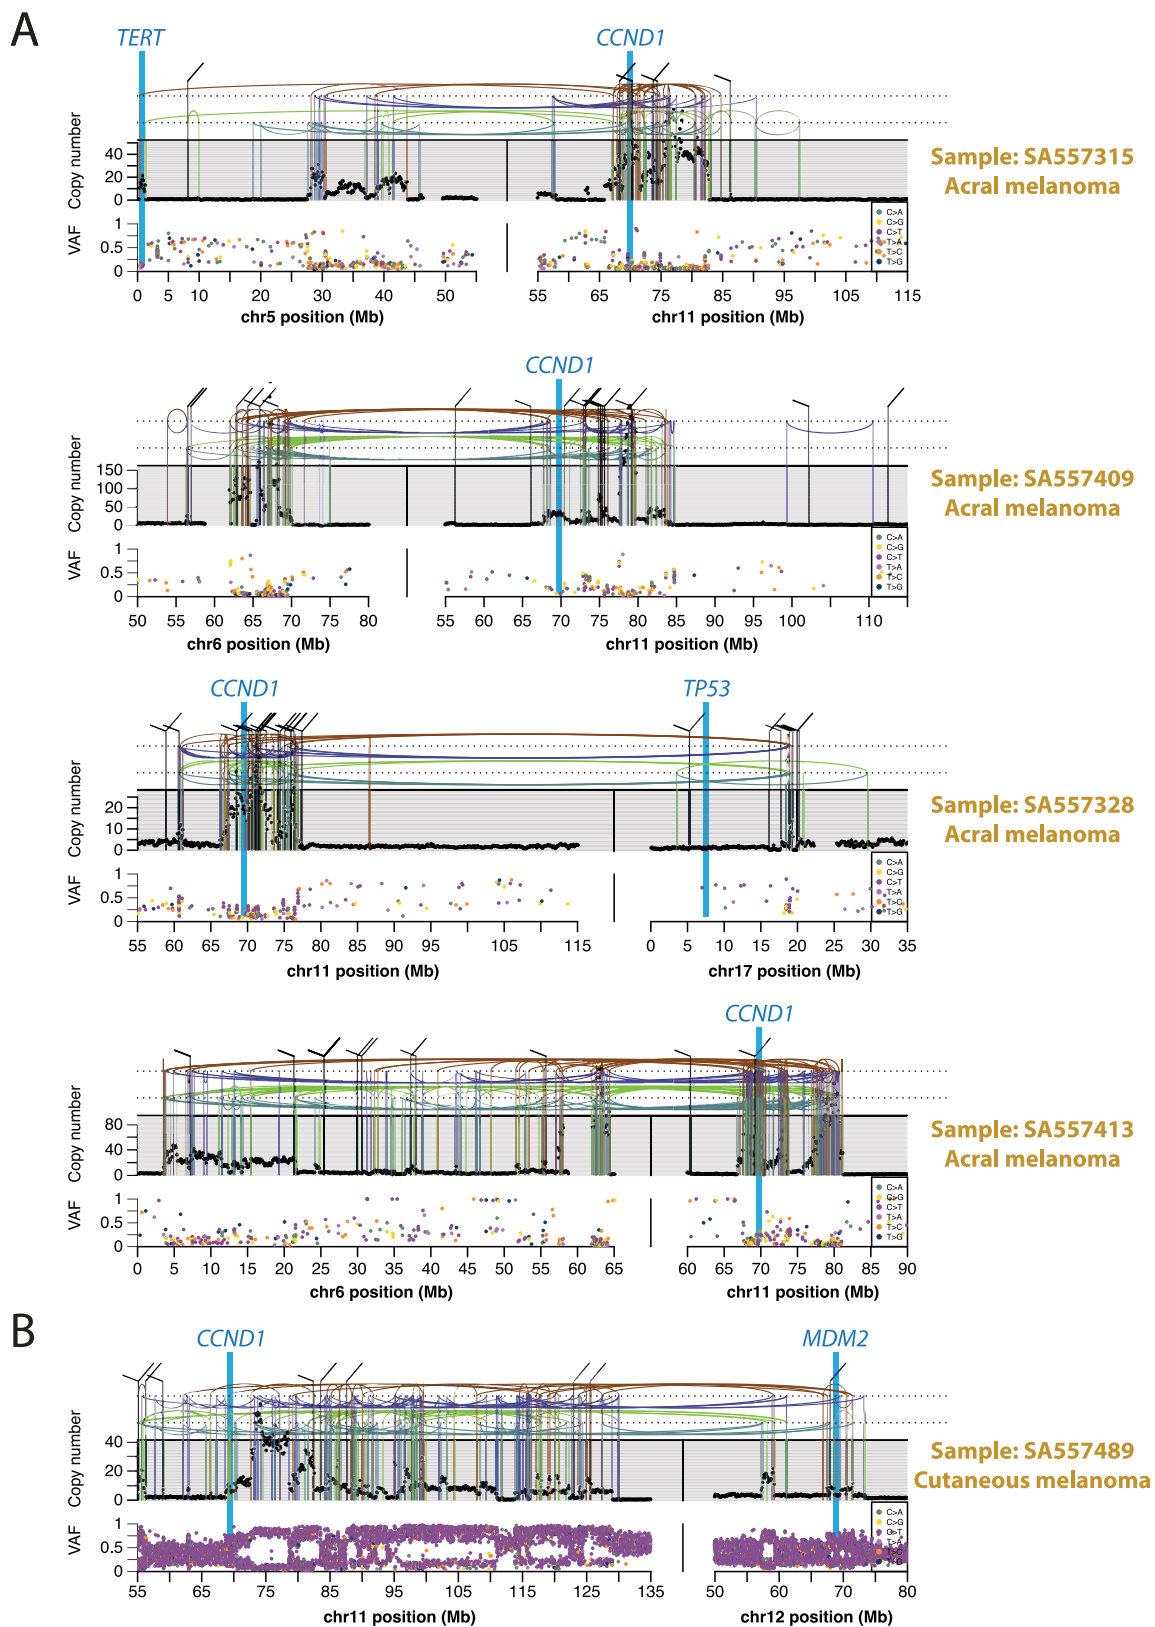 A
TERT CCND1
Copy number
40
20
0
VAF
1
0.5
0
C>A
C>G
C>T
T>A
T>C
T>G
0 5 10 20 30 40 50 55 65 75 85 95 105 115
chr5 position (Mb) chr11 position (Mb)
Sample: SA557315
Acral melanoma
CCND1
Copy number
150
100
50
0
VAF
1
0.5
0
C>A
C>G
C>T
T>A
T>C
T>G
50 55 60 65 70 75 80 55 60 65 70 75 80 85 90 100 110
chr6 position (Mb) chr11 position (Mb)
Sample: SA557409
Acral melanoma
CCND1 TP53
Copy number
20
10
0
VAF
1
0.5
0
C>A
C>G
C>T
T>A
T>C
T>G
55 60 65 70 75 80 85 90 95 105 115 0 5 10 15 20 25 30 35
chr11 position (Mb) chr17 position (Mb)
Sample: SA557328
Acral melanoma
CCND1
Copy number
80
40
0
VAF
1
0.5
0
C>A
C>G
C>T
T>A
T>C
T>G
0 5 10 15 20 25 30 35 40 45 50 55 60 65 60 65 70 75 80 85 90
chr6 position (Mb) chr11 position (Mb)
Sample: SA557413
Acral melanoma
B
CCND1 MDM2
Copy number
40
20
0
VAF
1
0.5
0
C>A
C>G
C>T
T>A
T>C
T>G
55 65 75 85 95 105 115 125 135 50 60 70 80
chr11 position (Mb) chr12 position (Mb)
Sample: SA557489
Cutaneous melanoma